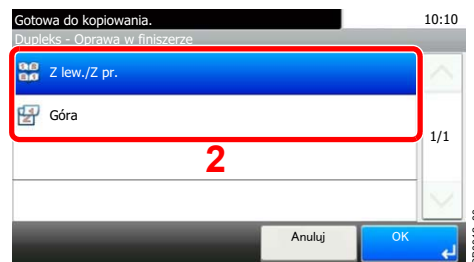 Gotowa do kopiowania. 10:10
Dupleks - Oprawa w finiszerze
Z lew./Z pr.
Góra
1/1
2
Anuluj OK